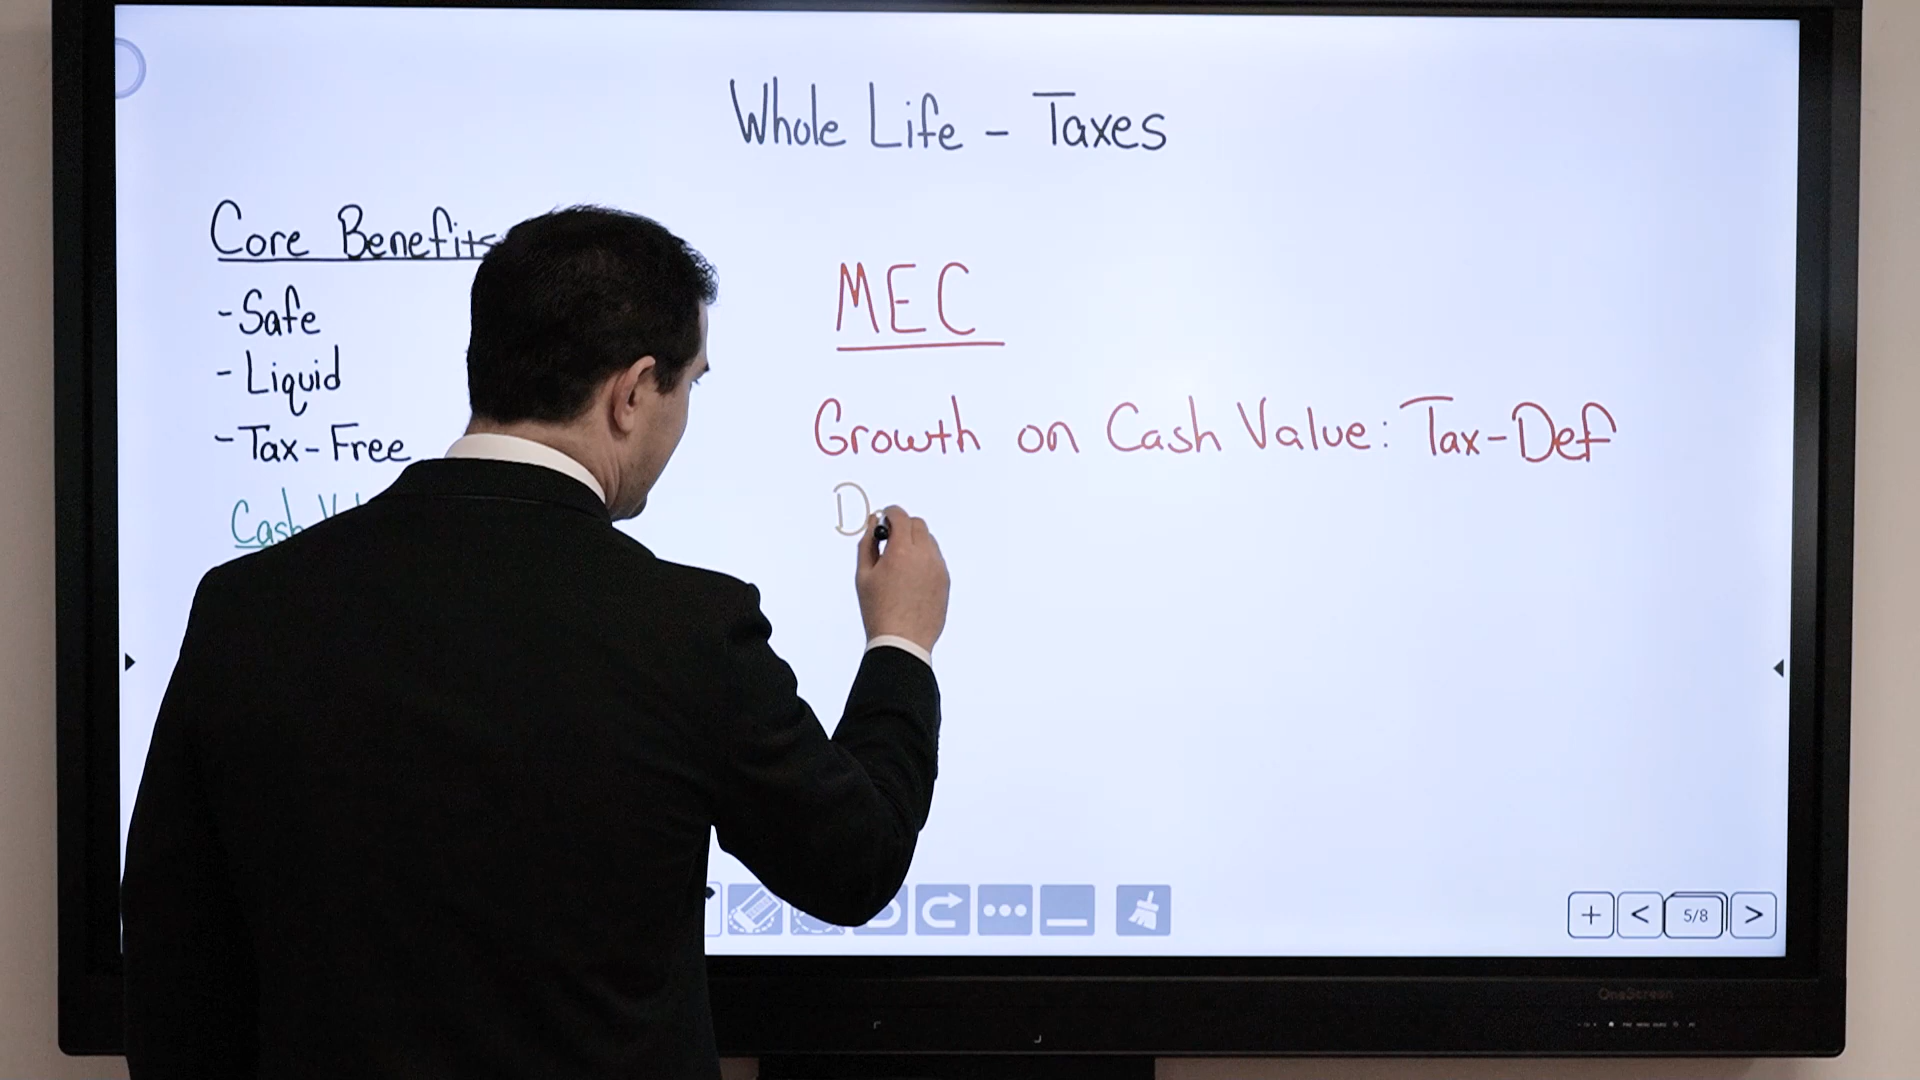 Whole Life - Taxes
Core Benefits
- Safe
- Liquid
- Tax-Free
Cash
MEC
Growth on Cash Value: Tax-Def
D
5/8
OneScreen